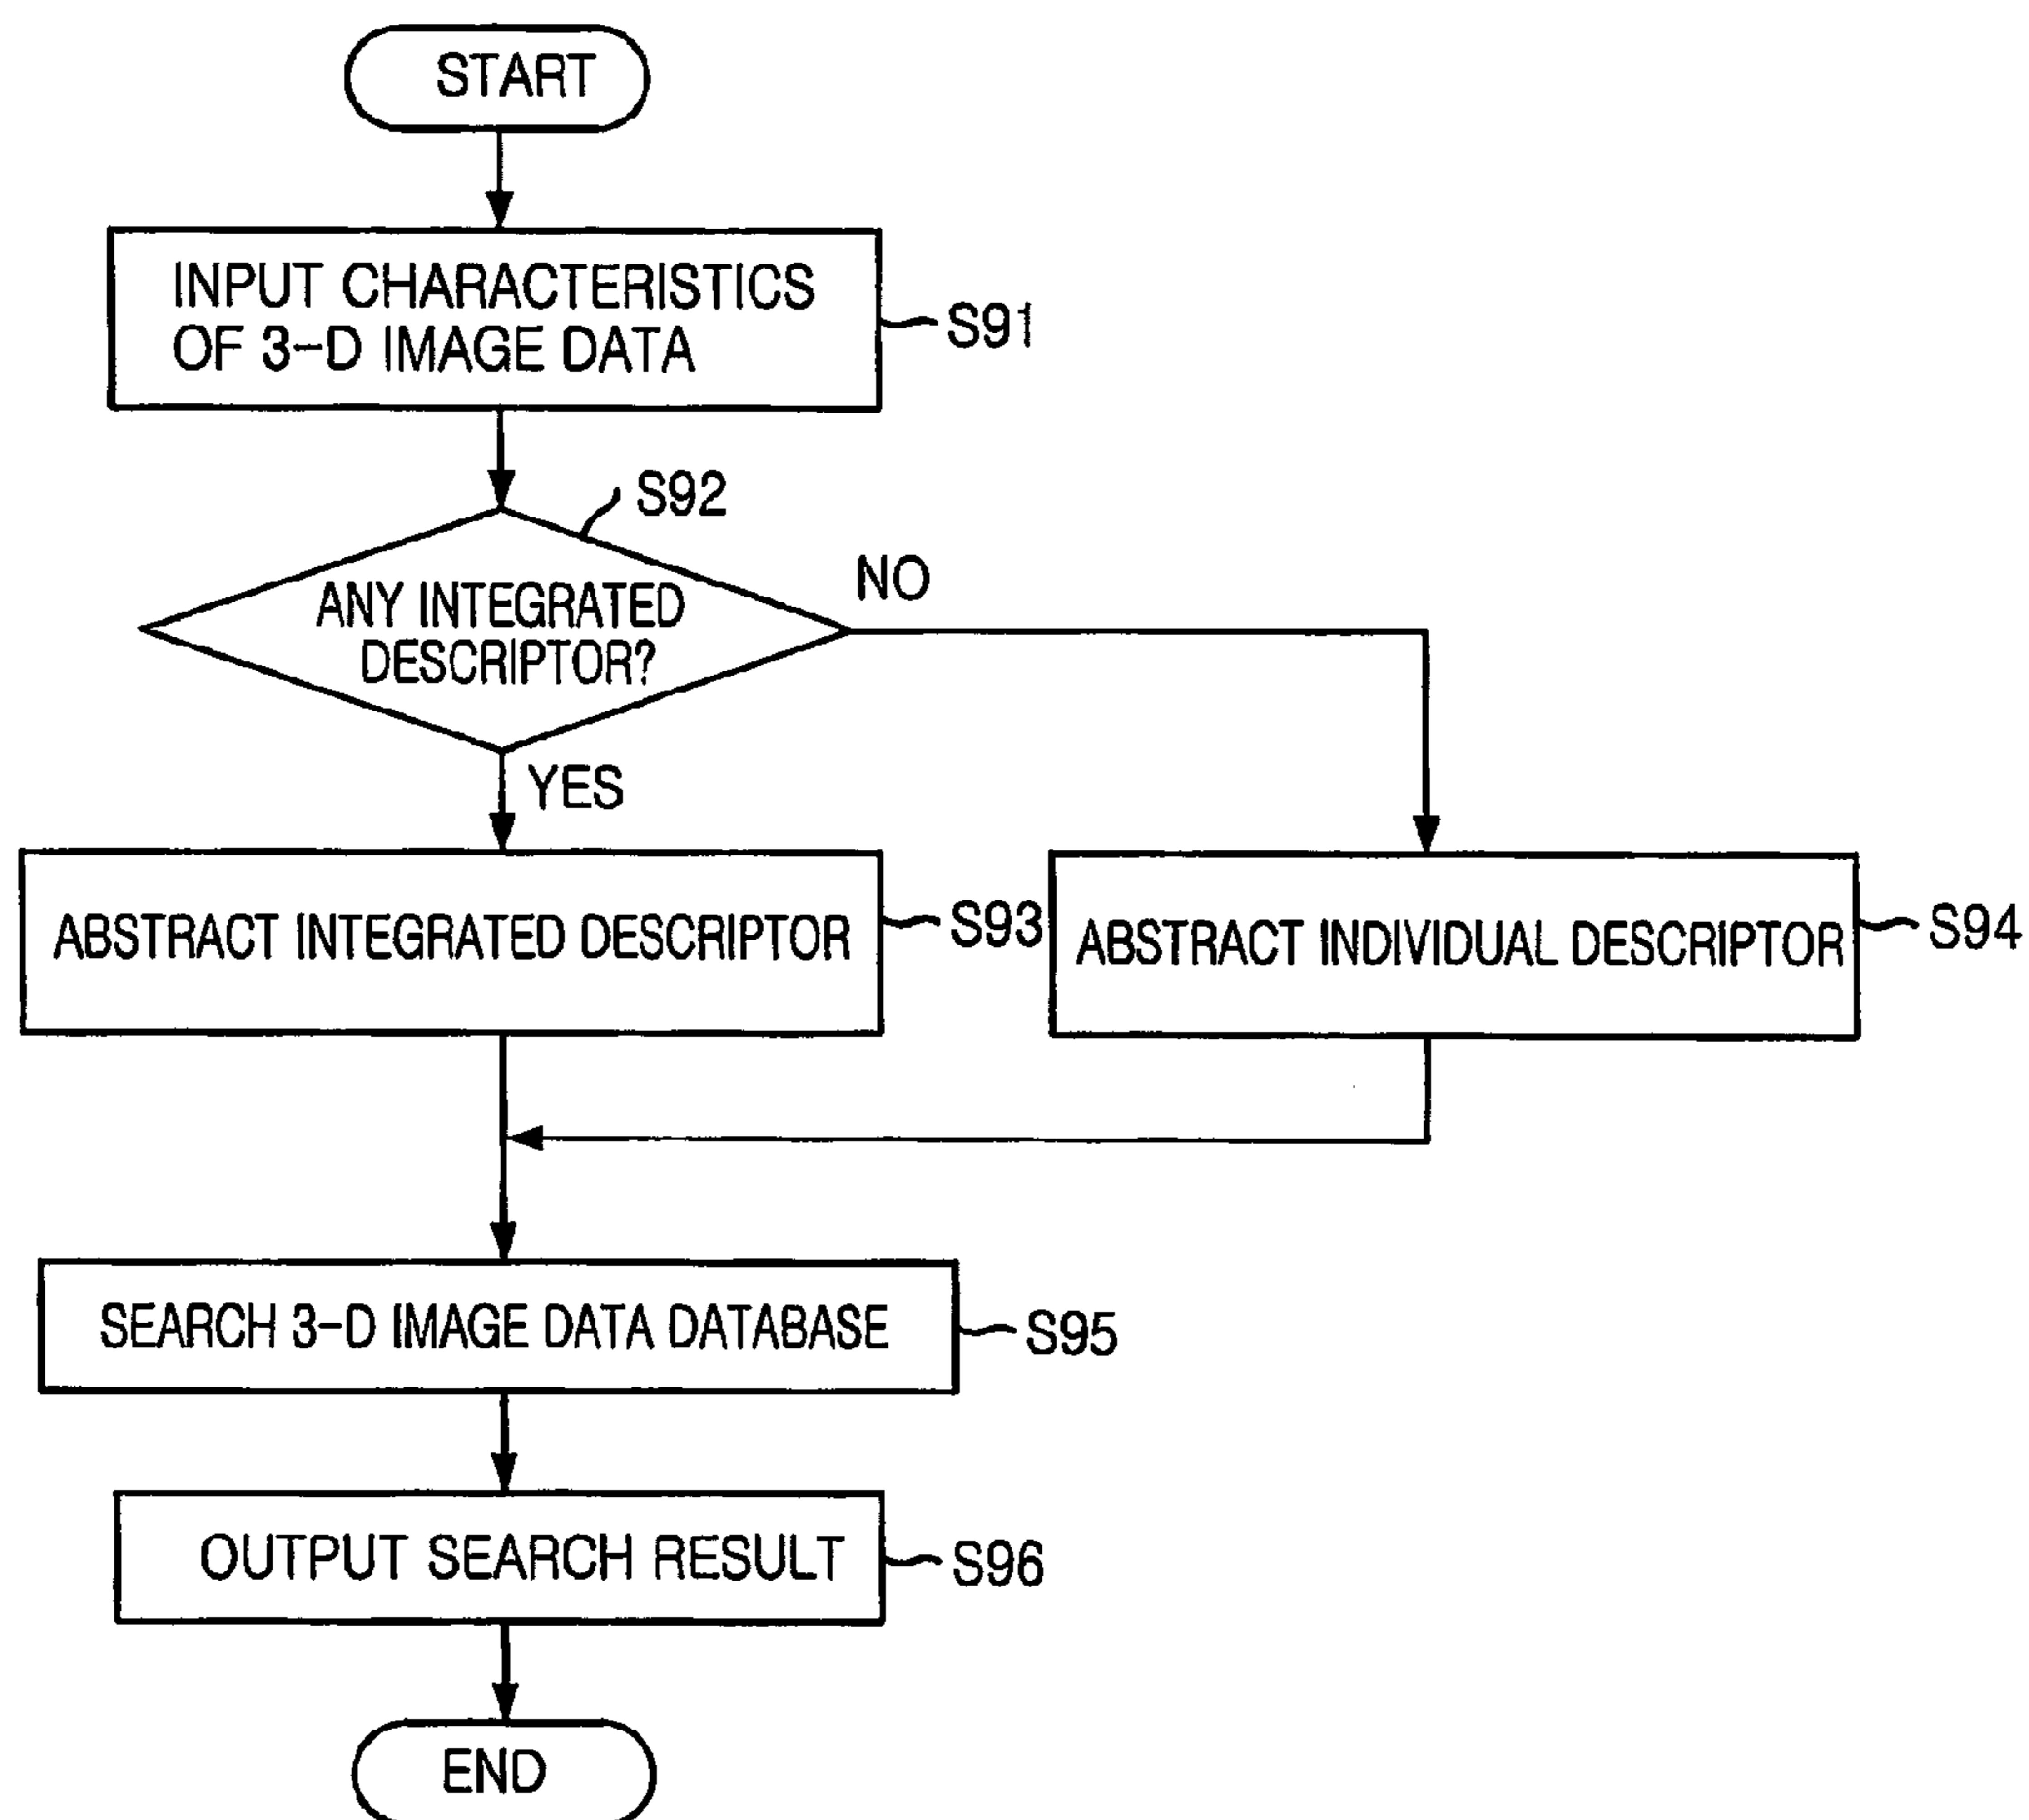 START
INPUT CHARACTERISTICS
OF 3-D IMAGE DATA
S91
S92
ANY INTEGRATED
DESCRIPTOR?
NO
YES
ABSTRACT INTEGRATED DESCRIPTOR
S93
ABSTRACT INDIVIDUAL DESCRIPTOR
S94
SEARCH 3-D IMAGE DATA DATABASE
S95
OUTPUT SEARCH RESULT
S96
END